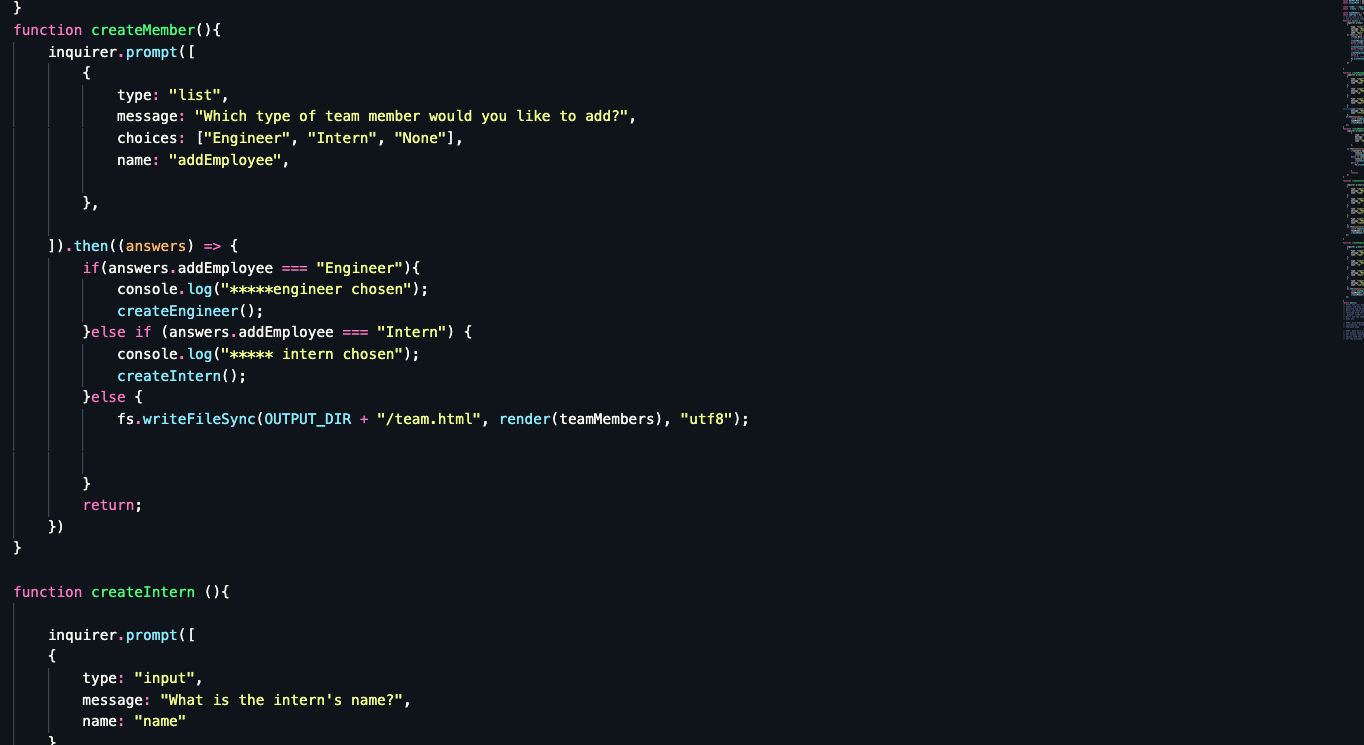 }
function createMember(){
    inquirer.prompt([
        {
            type: "list",
            message: "Which type of team member would you like to add?",
            choices: ["Engineer", "Intern", "None"],
            name: "addEmployee",

        },

    ]).then((answers) => {
        if(answers.addEmployee === "Engineer"){
            console.log("*****engineer chosen");
            createEngineer();
        }else if (answers.addEmployee === "Intern") {
            console.log("***** intern chosen");
            createIntern();
        }else {
            fs.writeFileSync(OUTPUT_DIR + "/team.html", render(teamMembers), "utf8");


        }
        return;
    })
}

function createIntern (){

    inquirer.prompt([
    {
        type: "input",
        message: "What is the intern's name?",
        name: "name"
    }